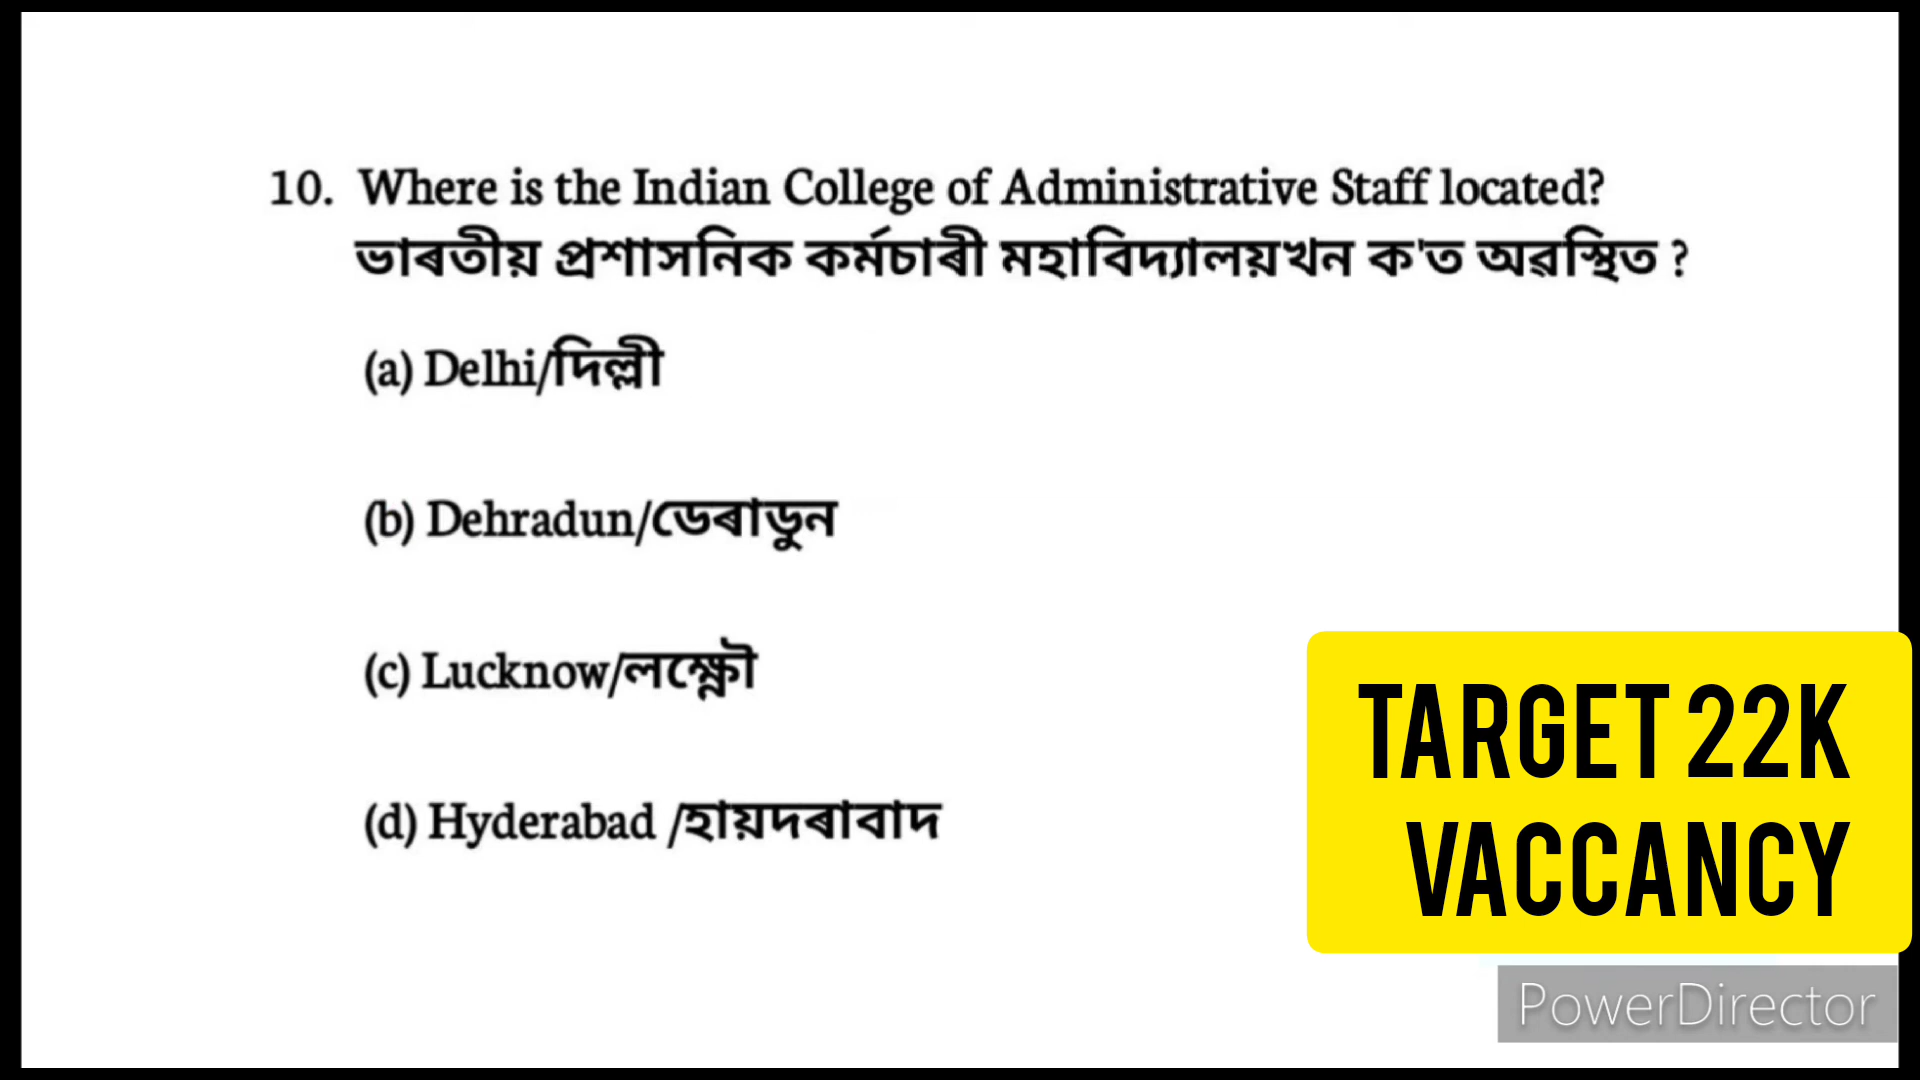 10. Where is the Indian College of Administrative Staff located?
ভাৰতীয় প্ৰশাসনিক কৰ্মচাৰী মহাবিদ্যালয়খন ক'ত অৱস্থিত ?
(a) Delhi/দিল্লী
(b) Dehradun/ডেৰাডুন
(c) Lucknow/লক্ষ্ণৌ
(d) Hyderabad /হায়দৰাবাদ
TARGET 22K
VACCANCY
PowerDirector